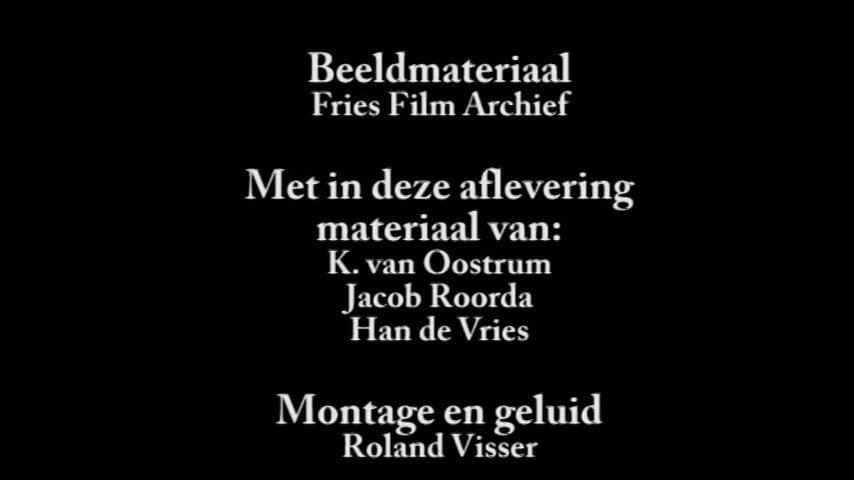 Beeldmateriaal
Fries Film Archief
Met in deze aflevering
materiaal van:
K. van Oostrum
Jacob Roorda
Han de Vries
Montage en geluid
Roland Visser